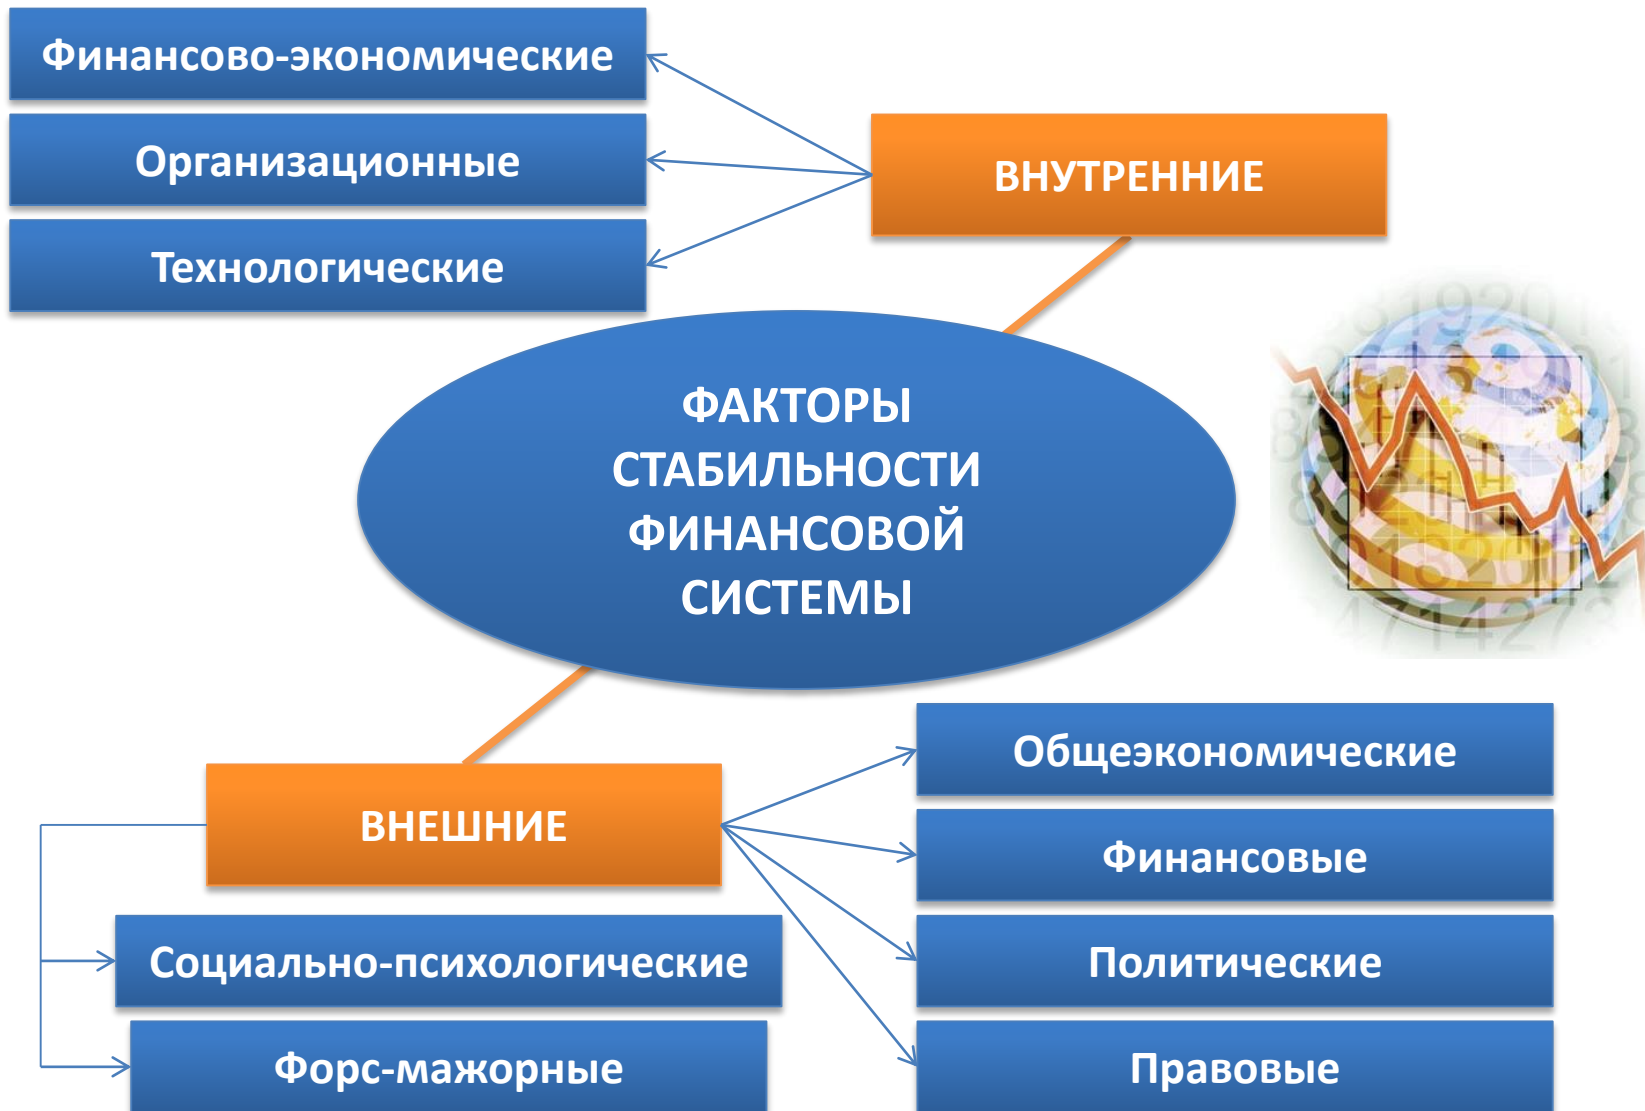 Финансово-экономические
Организационные
Технологические
ВНУТРЕННИЕ
ФАКТОРЫ
СТАБИЛЬНОСТИ
ФИНАНСОВОЙ
СИСТЕМЫ
ВНЕШНИЕ
Социально-психологические
Форс-мажорные
Общеэкономические
Финансовые
Политические
Правовые